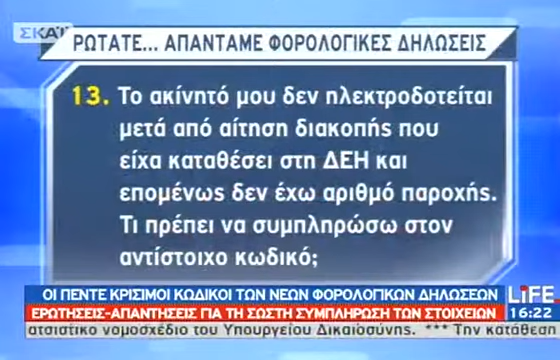 ΣΚΑΪ
ΡΩΤΑΤΕ... ΑΠΑΝΤΑΜΕ ΦΟΡΟΛΟΓΙΚΕΣ ΔΗΛΩΣΕΙΣ
13. Το ακίνητό μου δεν ηλεκτροδοτείται
μετά από αίτηση διακοπής που
είχα καταθέσει στη ΔΕΗ και
επομένως δεν έχω αριθμό παροχής.
Τι πρέπει να συμπληρώσω στον
αντίστοιχο κωδικό;
ΟΙ ΠΕΝΤΕ ΚΡΙΣΙΜΟΙ ΚΩΔΙΚΟΙ ΤΩΝ ΝΕΩΝ ΦΟΡΟΛΟΓΙΚΩΝ ΔΗΛΩΣΕΩΝ
LiFE
ΕΡΩΤΗΣΕΙΣ-ΑΠΑΝΤΗΣΕΙΣ ΓΙΑ ΤΗ ΣΩΣΤΗ ΣΥΜΠΛΗΡΩΣΗ ΤΩΝ ΣΤΟΙΧΕΙΩΝ
16:22
ατσιστικο νομοσχέδιο του Υπουργείου Δικαιοσύνης. *** Την κατάθεση